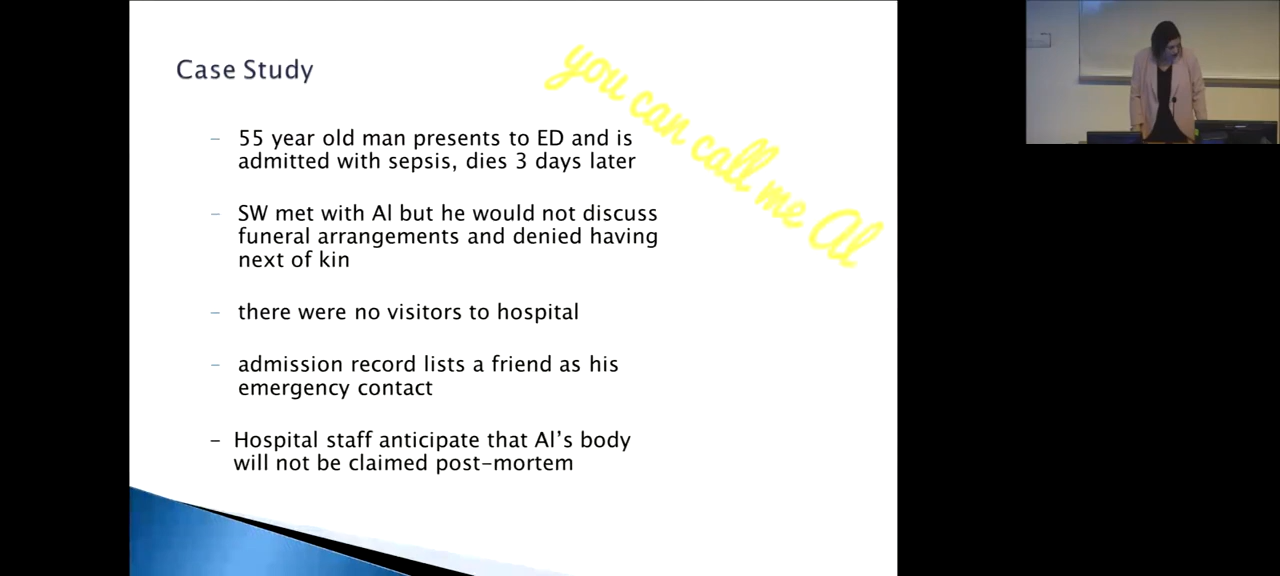 Case Study
you can call me Al
– 55 year old man presents to ED and is
admitted with sepsis, dies 3 days later
– SW met with Al but he would not discuss
funeral arrangements and denied having
next of kin
– there were no visitors to hospital
– admission record lists a friend as his
emergency contact
– Hospital staff anticipate that Al’s body
will not be claimed post-mortem